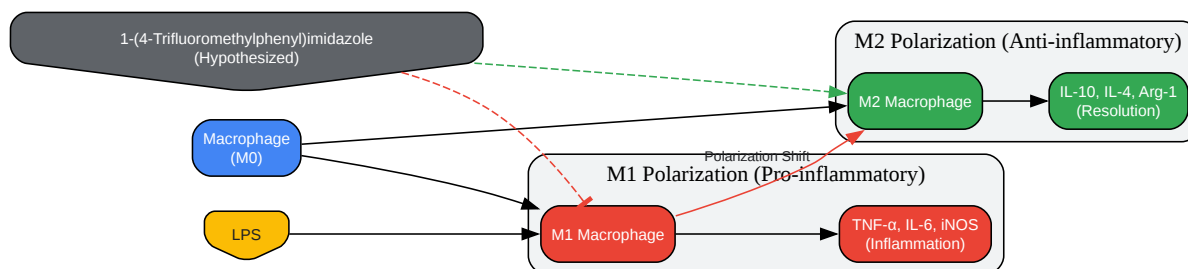 1-(4-Trifluoromethylphenyl)imidazole
(Hypothesized)
M2 Polarization (Anti-inflammatory)
M2 Macrophage
IL-10, IL-4, Arg-1
(Resolution)
Macrophage
(M0)
Polarization Shift
M1 Polarization (Pro-inflammatory)
LPS
M1 Macrophage
TNF-α, IL-6, iNOS
(Inflammation)